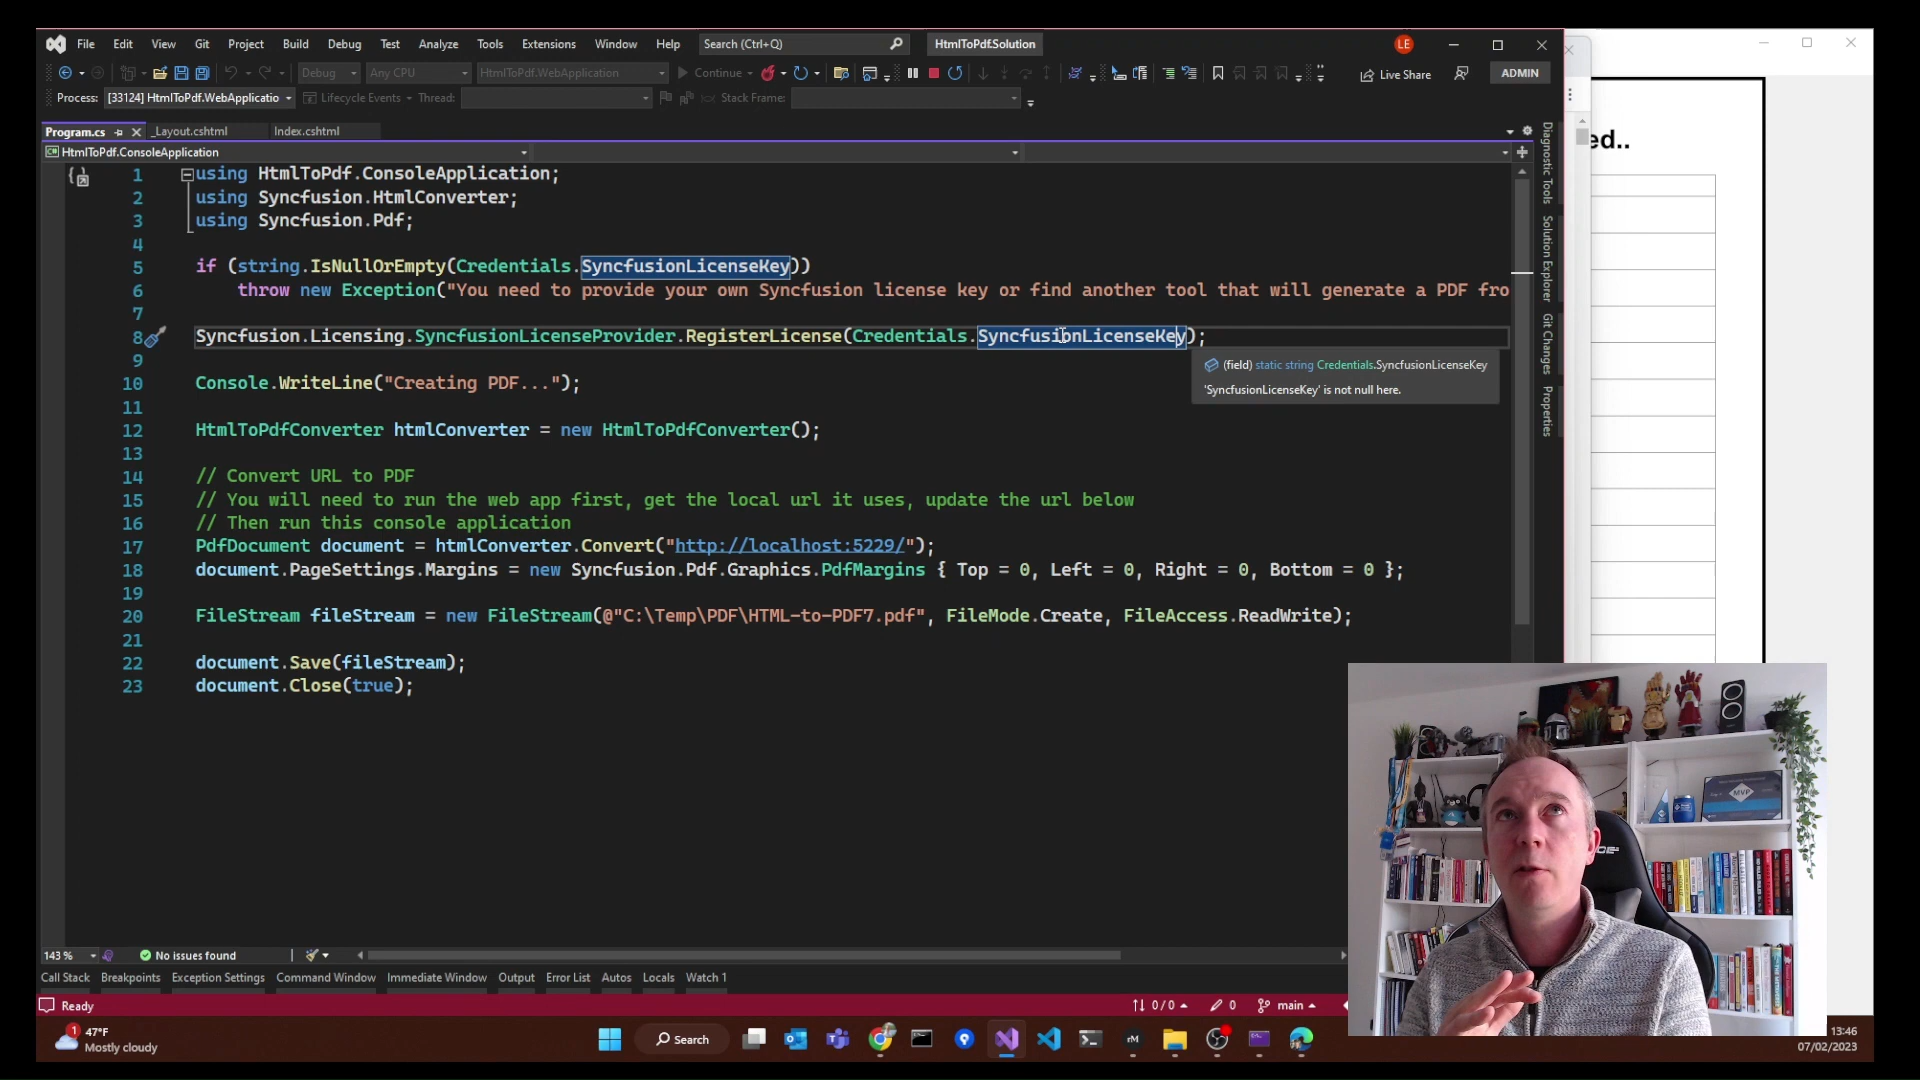 File Edit View Git Project Build Debug Test Analyze Tools Extensions Window Help Search (Ctrl+Q) HtmlToPdf.Solution LE
Debug Any CPU HtmlToPdf.WebApplication Continue Live Share ADMIN
Process: [33124] HtmlToPdf.WebApplicatio Lifecycle Events Thread: Stack Frame:
Program.cs _Layout.cshtml Index.cshtml
HtmlToPdf.ConsoleApplication
1 using HtmlToPdf.ConsoleApplication;
2 using Syncfusion.HtmlConverter;
3 using Syncfusion.Pdf;
4
5 if (string.IsNullOrEmpty(Credentials.SyncfusionLicenseKey))
6 throw new Exception("You need to provide your own Syncfusion license key or find another tool that will generate a PDF fro
7
8 Syncfusion.Licensing.SyncfusionLicenseProvider.RegisterLicense(Credentials.SyncfusionLicenseKey);
(field) static string Credentials.SyncfusionLicenseKey
'SyncfusionLicenseKey' is not null here.
9
10 Console.WriteLine("Creating PDF...");
11
12 HtmlToPdfConverter htmlConverter = new HtmlToPdfConverter();
13
14 // Convert URL to PDF
15 // You will need to run the web app first, get the local url it uses, update the url below
16 // Then run this console application
17 PdfDocument document = htmlConverter.Convert("http://localhost:5229/");
18 document.PageSettings.Margins = new Syncfusion.Pdf.Graphics.PdfMargins { Top = 0, Left = 0, Right = 0, Bottom = 0 };
19
20 FileStream fileStream = new FileStream(@"C:\Temp\PDF\HTML-to-PDF7.pdf", FileMode.Create, FileAccess.ReadWrite);
21
22 document.Save(fileStream);
23 document.Close(true);
Diagnostic Tools
Solution Explorer
Git Changes
Properties
ed..
MVP
143 % No issues found
Call Stack Breakpoints Exception Settings Command Window Immediate Window Output Error List Autos Locals Watch 1
Ready 0 / 0 0 main
1 47°F
Mostly cloudy
Search
13:46
07/02/2023